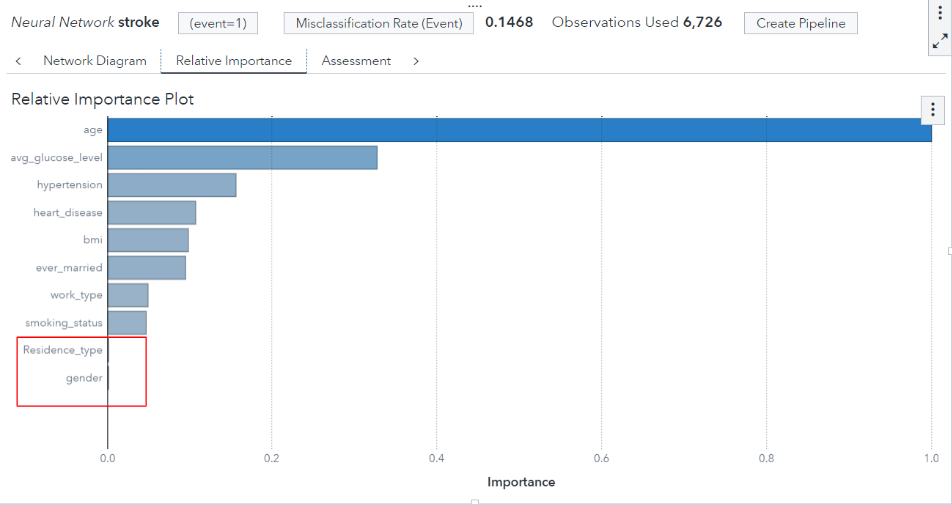 Neural Network stroke (event=1) Misclassification Rate (Event) 0.1468 Observations Used 6,726 Create Pipeline
Network Diagram Relative Importance Assessment
Relative Importance Plot
age
avg_glucose_level
hypertension
heart_disease
bmi
ever_married
work_type
smoking_status
Residence_type
gender
0.0 0.2 0.4 0.6 0.8 1.0
Importance